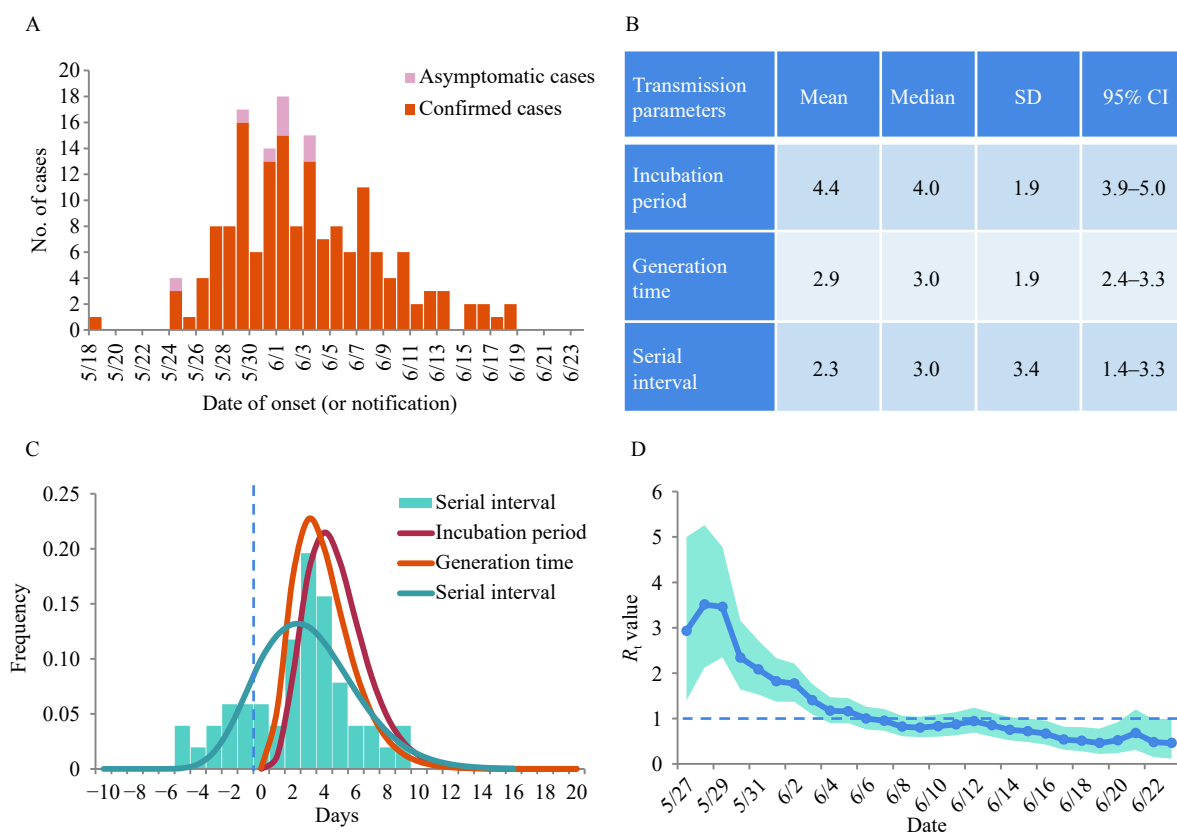 A
20
18
16
14
12
10
8
6
4
2
0
No. of cases
Asymptomatic cases
Confirmed cases
5/18
5/20
5/22
5/24
5/26
5/28
5/30
6/1
6/3
6/5
6/7
6/9
6/11
6/13
6/15
6/17
6/19
6/21
6/23
Date of onset (or notification)
B
Transmission parameters Mean Median SD 95% CI
Incubation period 4.4 4.0 1.9 3.9–5.0
Generation time 2.9 3.0 1.9 2.4–3.3
Serial interval 2.3 3.0 3.4 1.4–3.3
C
0.25
0.20
0.15
0.10
0.05
0
Frequency
Serial interval
Incubation period
Generation time
Serial interval
−10 −8 −6 −4 −2 0 2 4 6 8 10 12 14 16 18 20
Days
D
6
5
4
3
2
1
0
Rt value
5/27
5/29
5/31
6/2
6/4
6/6
6/8
6/10
6/12
6/14
6/16
6/18
6/20
6/22
Date